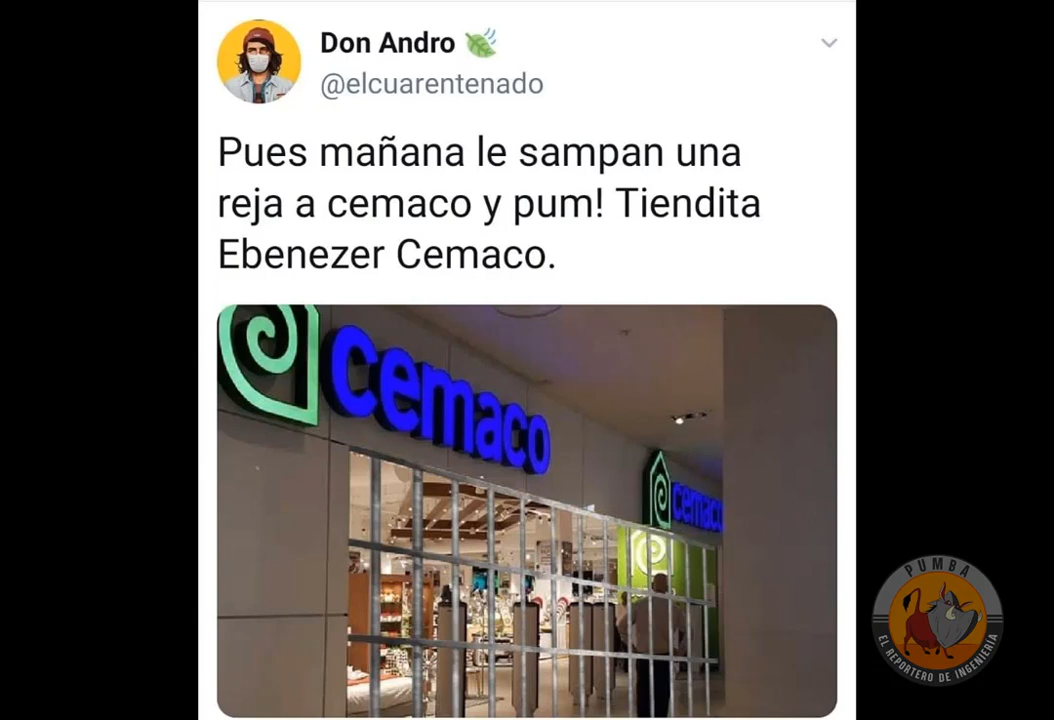 Don Andro
@elcuarentenado
Pues mañana le sampan una
reja a cemaco y pum! Tiendita
Ebenezer Cemaco.
cemaco
cemaco
PUMBA
EL REPORTERO DE INGENIERIA